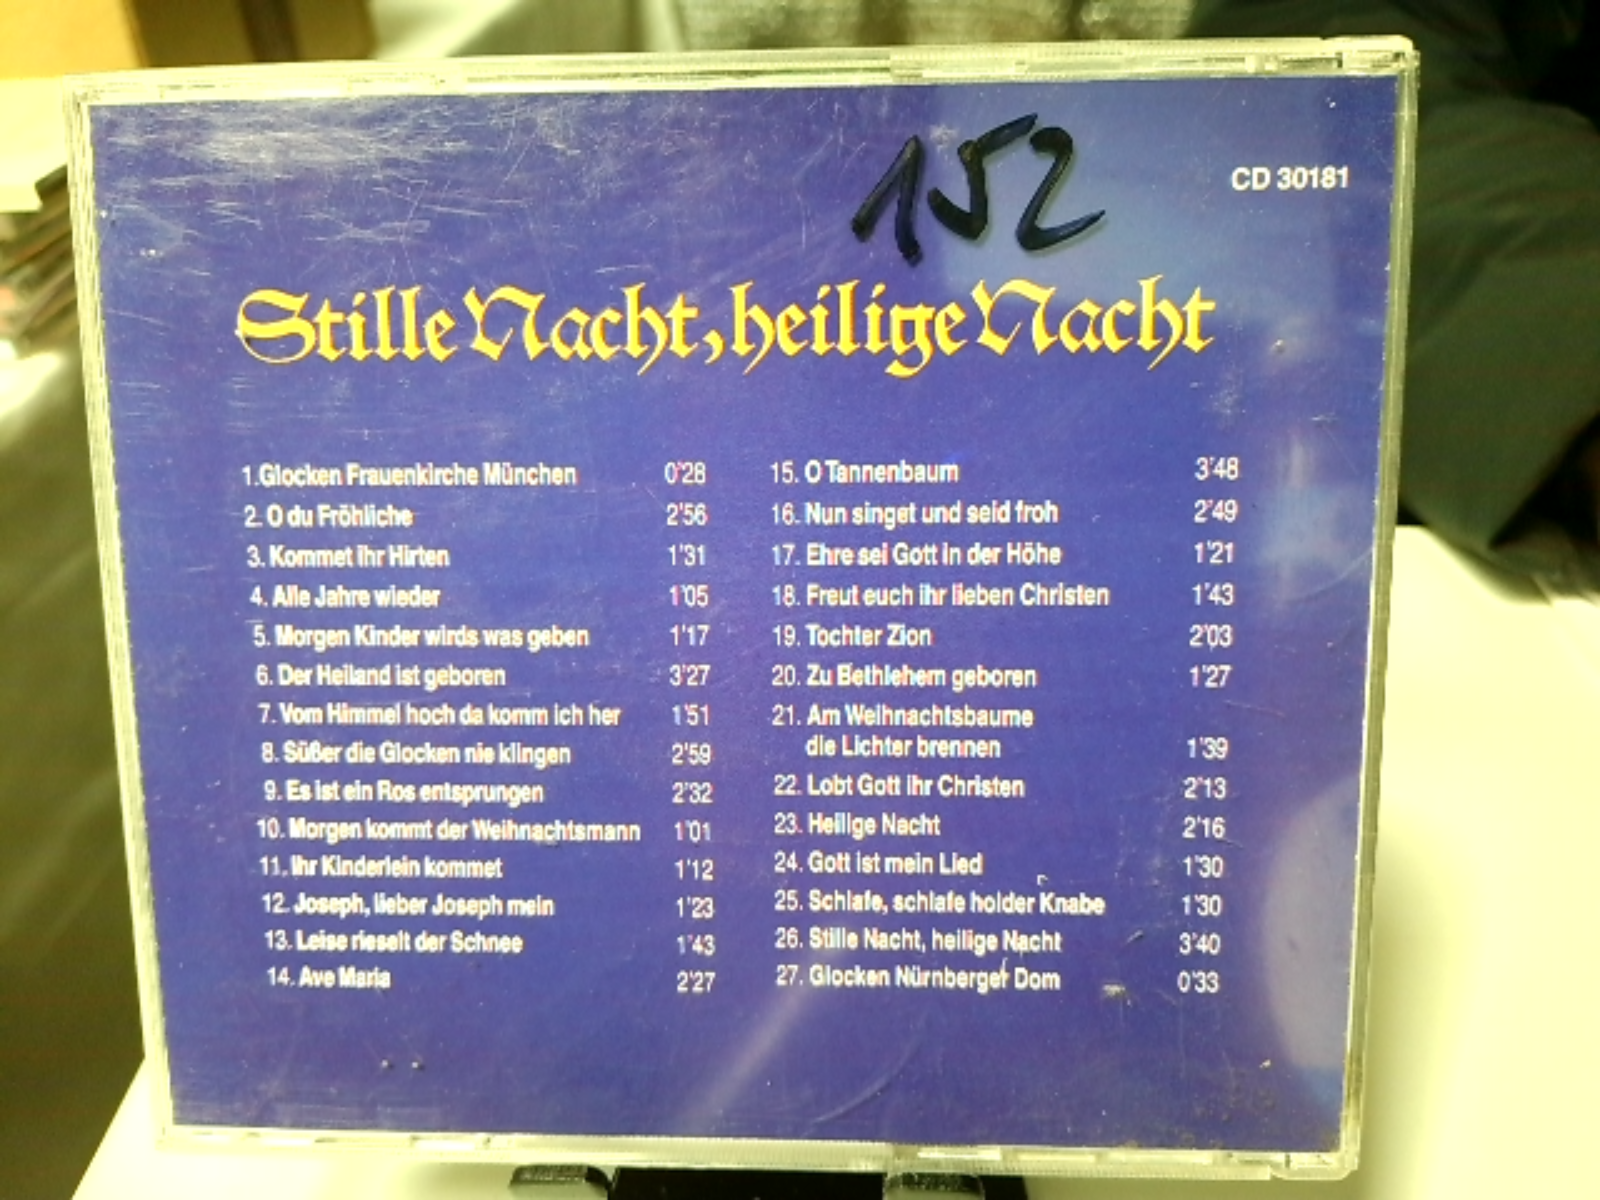 152
CD 30181
Stille Nacht, heilige Nacht
1. Glocken Frauenkirche München 0'28
2. O du Fröhliche 2'56
3. Kommet ihr Hirten 1'31
4. Alle Jahre wieder 1'05
5. Morgen Kinder wirds was geben 1'17
6. Der Heiland ist geboren 3'27
7. Vom Himmel hoch da komm ich her 1'51
8. Süßer die Glocken nie klingen 2'59
9. Es ist ein Ros entsprungen 2'32
10. Morgen kommt der Weihnachtsmann 1'01
11. Ihr Kinderlein kommet 1'12
12. Joseph, lieber Joseph mein 1'23
13. Leise rieselt der Schnee 1'43
14. Ave Maria 2'27
15. O Tannenbaum 3'48
16. Nun singet und seid froh 2'49
17. Ehre sei Gott in der Höhe 1'21
18. Freut euch ihr lieben Christen 1'43
19. Tochter Zion 2'03
20. Zu Bethlehem geboren 1'27
21. Am Weihnachtsbaume
die Lichter brennen 1'39
22. Lobt Gott ihr Christen 2'13
23. Heilige Nacht 2'16
24. Gott ist mein Lied 1'30
25. Schlafe, schlafe holder Knabe 1'30
26. Stille Nacht, heilige Nacht 3'40
27. Glocken Nürnberger Dom 0'33